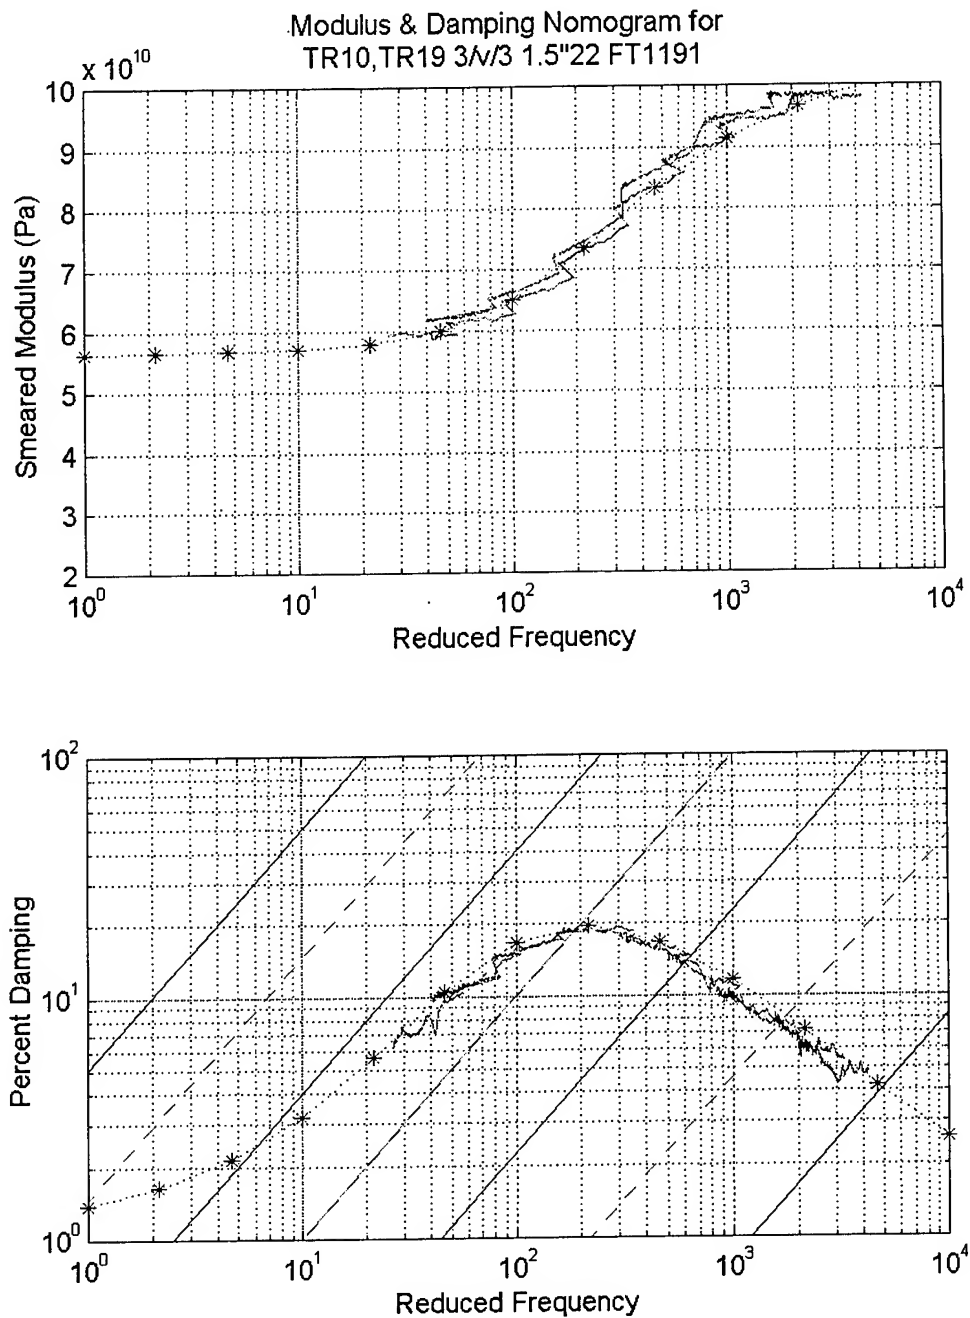 Modulus & Damping Nomogram for
TR10,TR19 3/v/3 1.5"22 FT1191
x 10^10
10
9
8
7
6
5
4
3
2
Smeared Modulus (Pa)
10^0 10^1 10^2 10^3 10^4
Reduced Frequency
10^2
10^1
10^0
Percent Damping
10^0 10^1 10^2 10^3 10^4
Reduced Frequency